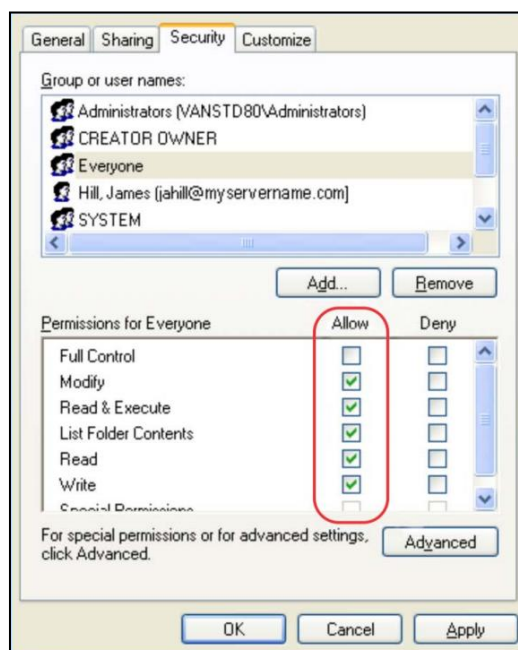 General Sharing Security Customize
Group or user names:
Administrators (VANSTD80\Administrators)
CREATOR OWNER
Everyone
Hill, James (jahill@myservername.com)
SYSTEM
Add... Remove
Permissions for Everyone Allow Deny
Full Control
Modify
Read & Execute
List Folder Contents
Read
Write
Special Permissions
For special permissions or for advanced settings,
click Advanced.
Advanced
OK Cancel Apply